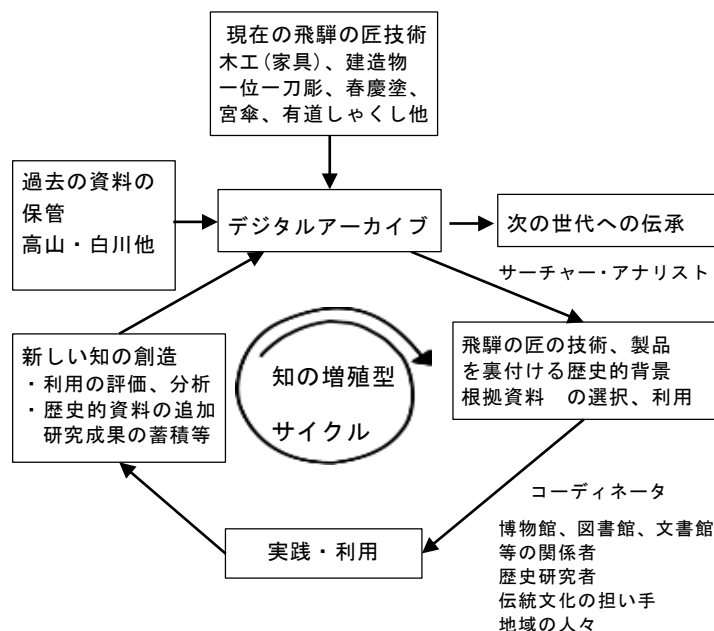 現在の飛騨の匠技術
木工(家具)、建造物
一位一刀彫、春慶塗、
宮傘、有道しゃくし他
過去の資料の
保管
高山・白川他
デジタルアーカイブ
次の世代への伝承
サーチャー・アナリスト
新しい知の創造
・利用の評価、分析
・歴史的資料の追加
研究成果の蓄積等
知の増殖型
サイクル
飛騨の匠の技術、製品
を裏付ける歴史的背景
根拠資料　の選択、利用
コーディネータ
博物館、図書館、文書館
等の関係者
歴史研究者
伝統文化の担い手
地域の人々
実践・利用